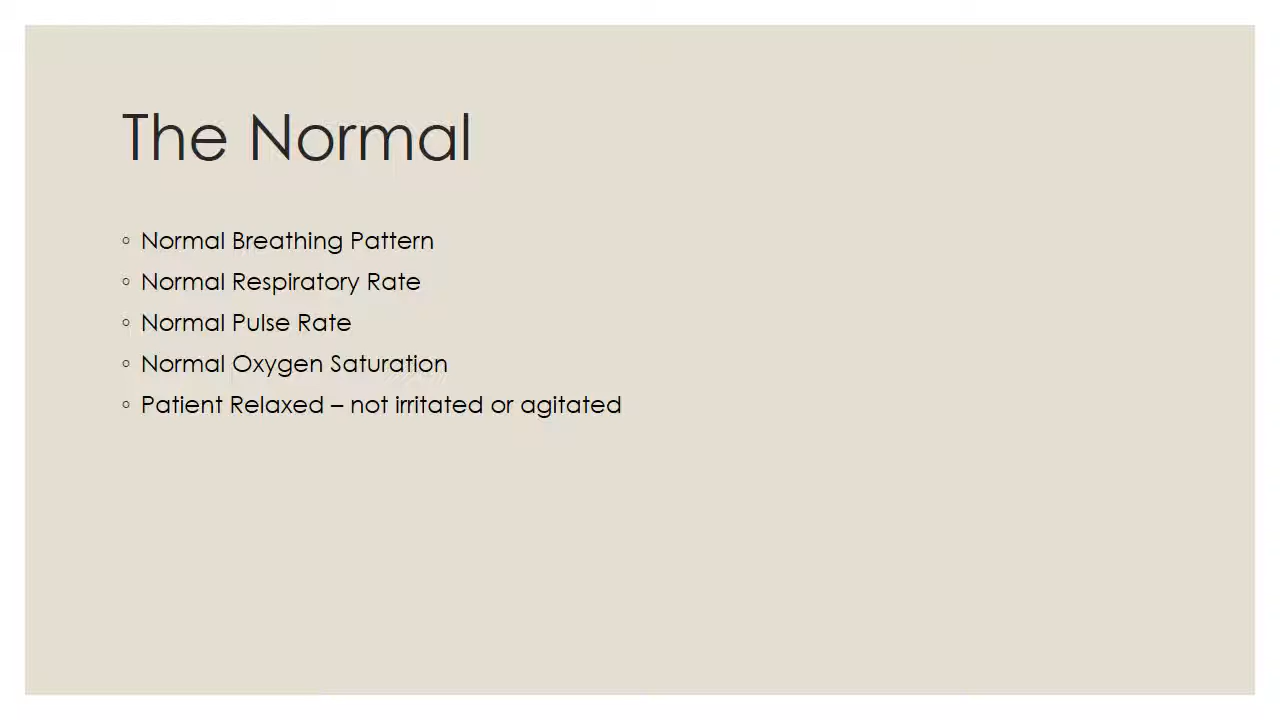 The Normal
◦ Normal Breathing Pattern
◦ Normal Respiratory Rate
◦ Normal Pulse Rate
◦ Normal Oxygen Saturation
◦ Patient Relaxed – not irritated or agitated